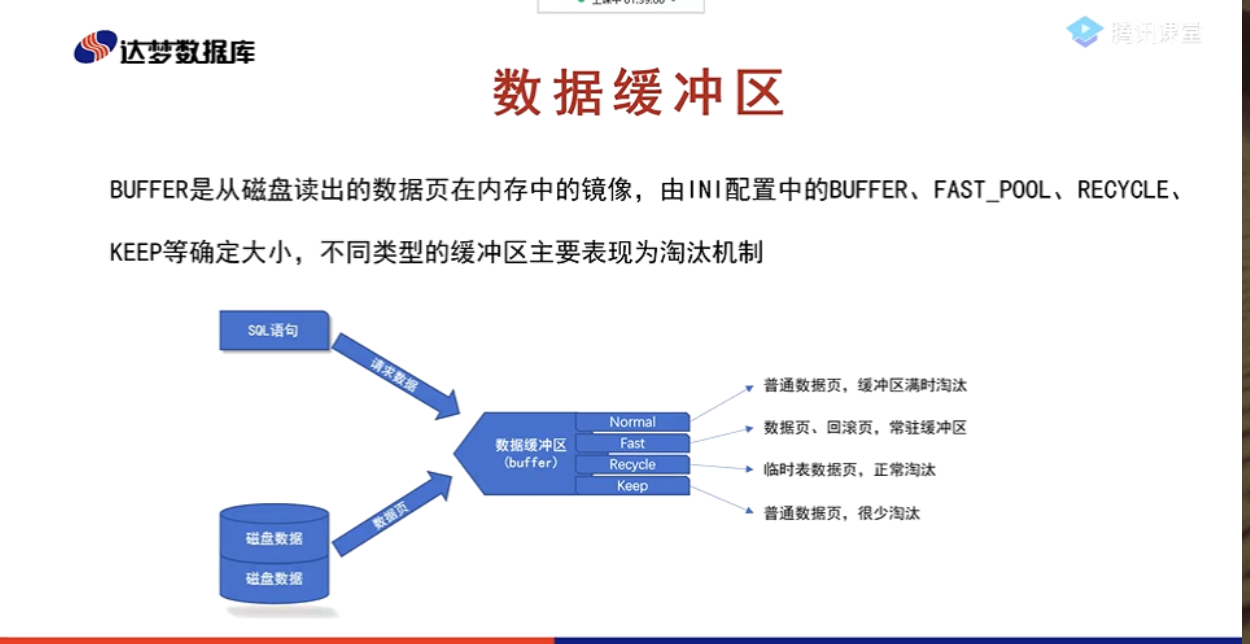 达梦数据库
腾讯课堂
数据缓冲区
BUFFER是从磁盘读出的数据页在内存中的镜像，由INI配置中的BUFFER、FAST_POOL、RECYCLE、
KEEP等确定大小，不同类型的缓冲区主要表现为淘汰机制
SQL语句
请求数据
数据缓冲区
(buffer)
Normal
Fast
Recycle
Keep
普通数据页，缓冲区满时淘汰
数据页、回滚页，常驻缓冲区
临时表数据页，正常淘汰
普通数据页，很少淘汰
数据页
磁盘数据
磁盘数据